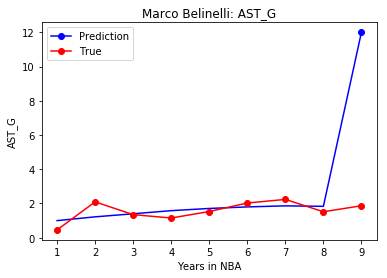 Marco Belinelli: AST_G
Prediction
True
AST_G
12
10
8
6
4
2
0
1 2 3 4 5 6 7 8 9
Years in NBA